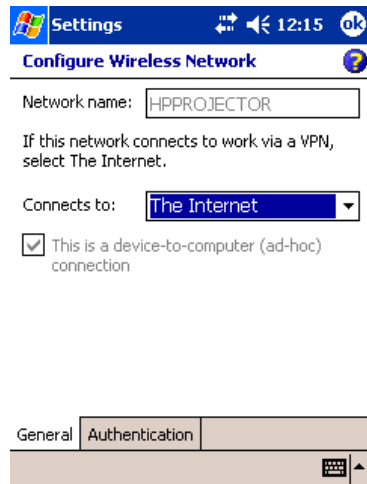 Settings 12:15 ok
Configure Wireless Network ?
Network name: HPPROJECTOR
If this network connects to work via a VPN,
select The Internet.
Connects to: The Internet
This is a device-to-computer (ad-hoc)
connection
General Authentication